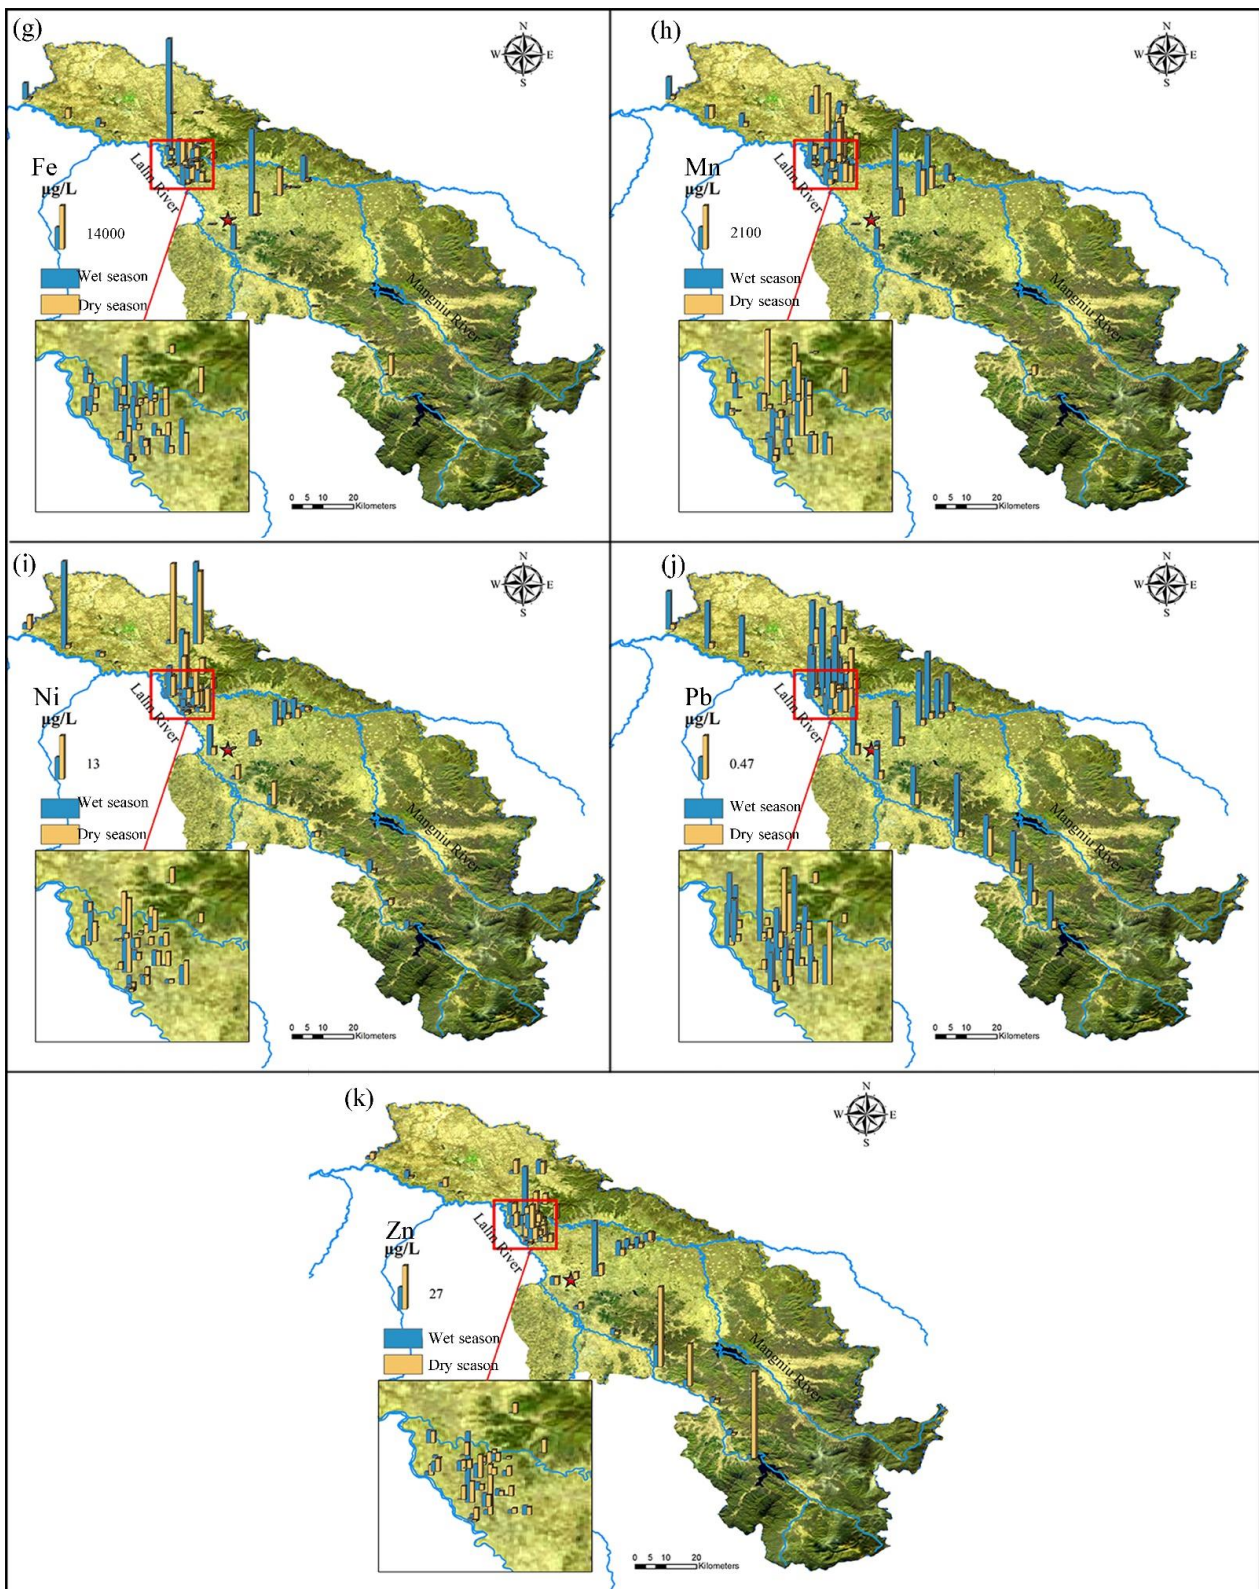 (g)
N
W E
S
Fe
µg/L
14000
Wet season
Dry season
Lalin River
Mangniu River
0 5 10 20
Kilometers
(h)
N
W E
S
Mn
µg/L
2100
Wet season
Dry season
Lalin River
Mangniu River
0 5 10 20
Kilometers
(i)
N
W E
S
Ni
µg/L
13
Wet season
Dry season
Lalin River
Mangniu River
0 5 10 20
Kilometers
(j)
N
W E
S
Pb
µg/L
0.47
Wet season
Dry season
Lalin River
Mangniu River
0 5 10 20
Kilometers
(k)
N
W E
S
Zn
µg/L
27
Wet season
Dry season
Lalin River
Mangniu River
0 5 10 20
Kilometers